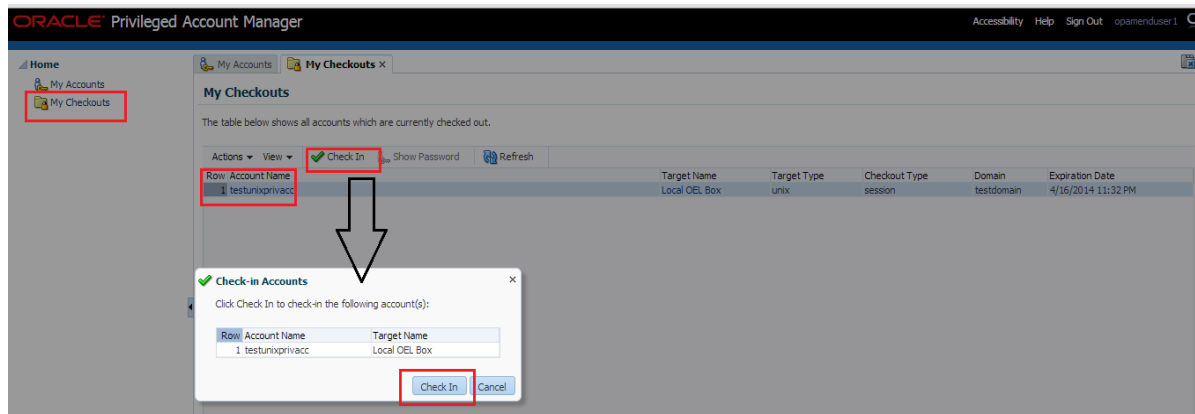 ORACLE Privileged Account Manager Accessibility Help Sign Out opamenduser1
Home
My Accounts
My Checkouts
My Accounts My Checkouts ×
My Checkouts
The table below shows all accounts which are currently checked out.
Actions View Check In Show Password Refresh
Row Account Name Target Name Target Type Checkout Type Domain Expiration Date
1 testunixprivacc Local OEL Box unix session testdomain 4/16/2014 11:32 PM
Check-in Accounts ×
Click Check In to check-in the following account(s):
Row Account Name Target Name
1 testunixprivacc Local OEL Box
Check In Cancel